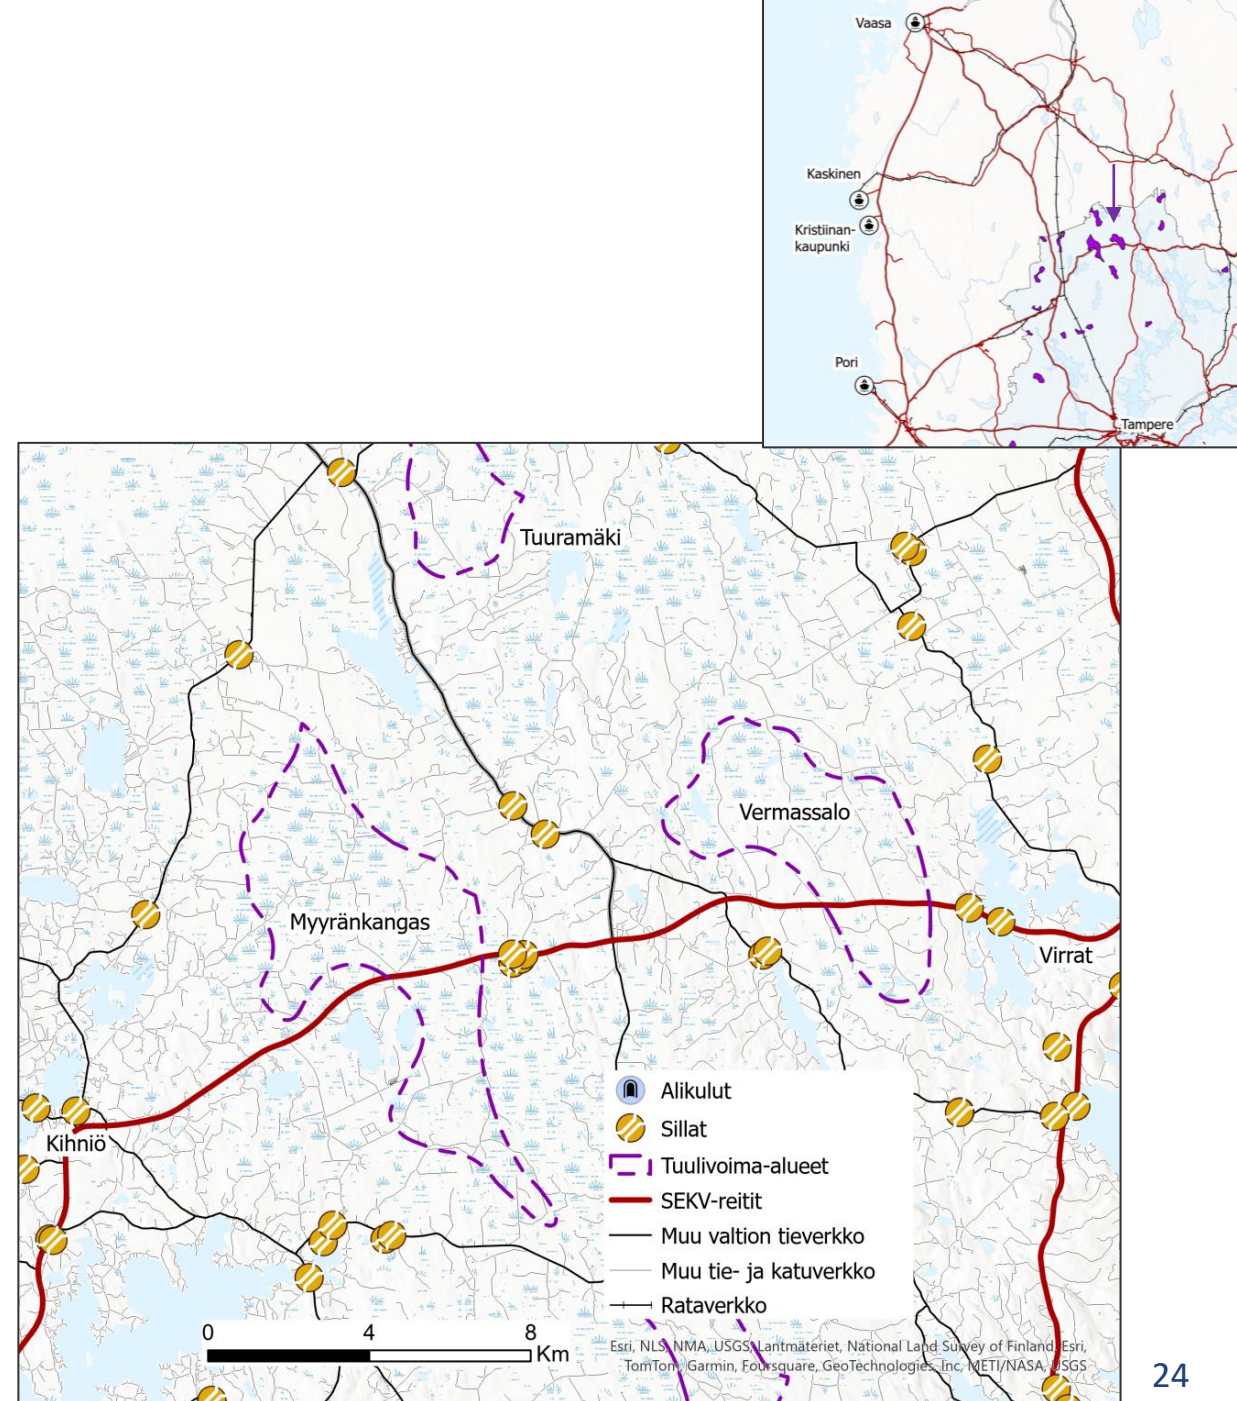 Vaasa
Kaskinen
Kristiinan-
kaupunki
Pori
Tampere
Tuuramäki
Vermassalo
Myyränkangas
Virrat
Kihniö
Alikulut
Sillat
Tuulivoima-alueet
SEKV-reitit
Muu valtion tieverkko
Muu tie- ja katuverkko
Rataverkko
0 4 8
Km
Esri, NLS, NMA, USGS, Lantmäteriet, National Land Survey of Finland, Esri,
TomTom, Garmin, Foursquare, GeoTechnologies, Inc, METI/NASA, USGS
24